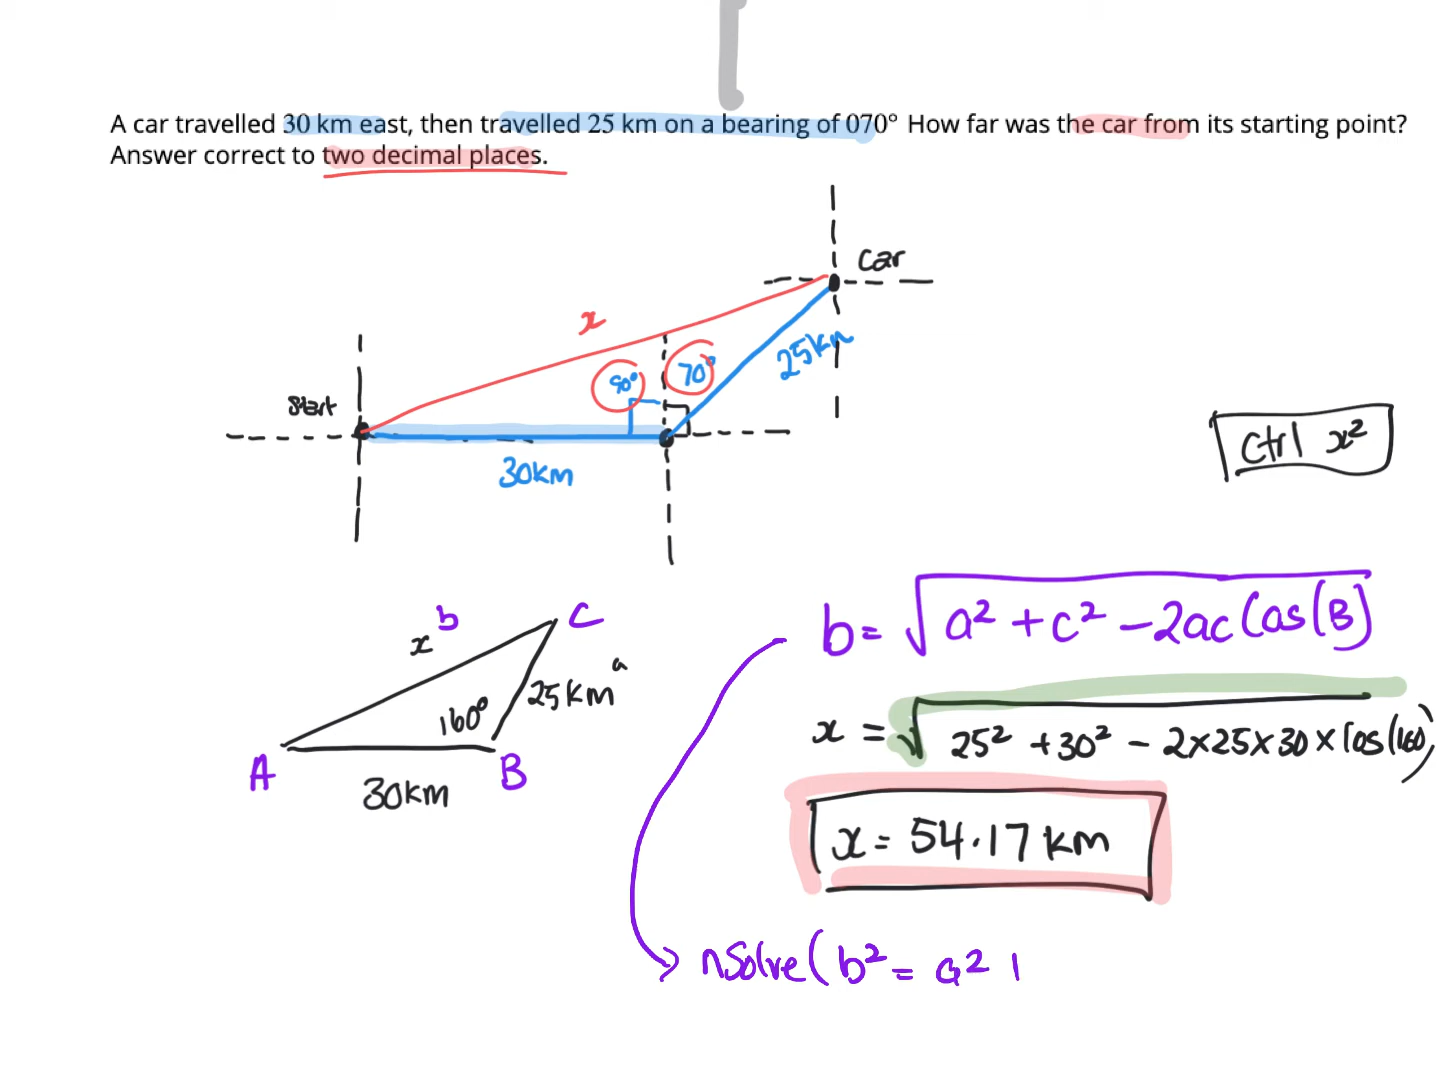 A car travelled 30 km east, then travelled 25 km on a bearing of 070° How far was the car from its starting point?
Answer correct to two decimal places.
Car
x
90°
70°
25km
Start
30km
Ctrl x²
x b C
25km a
160°
A B
30km
b = √a² + c² - 2ac Cos(B)
x = √25² + 30² - 2×25×30×Cos(160)
x = 54.17 km
nSolve( b² = a²